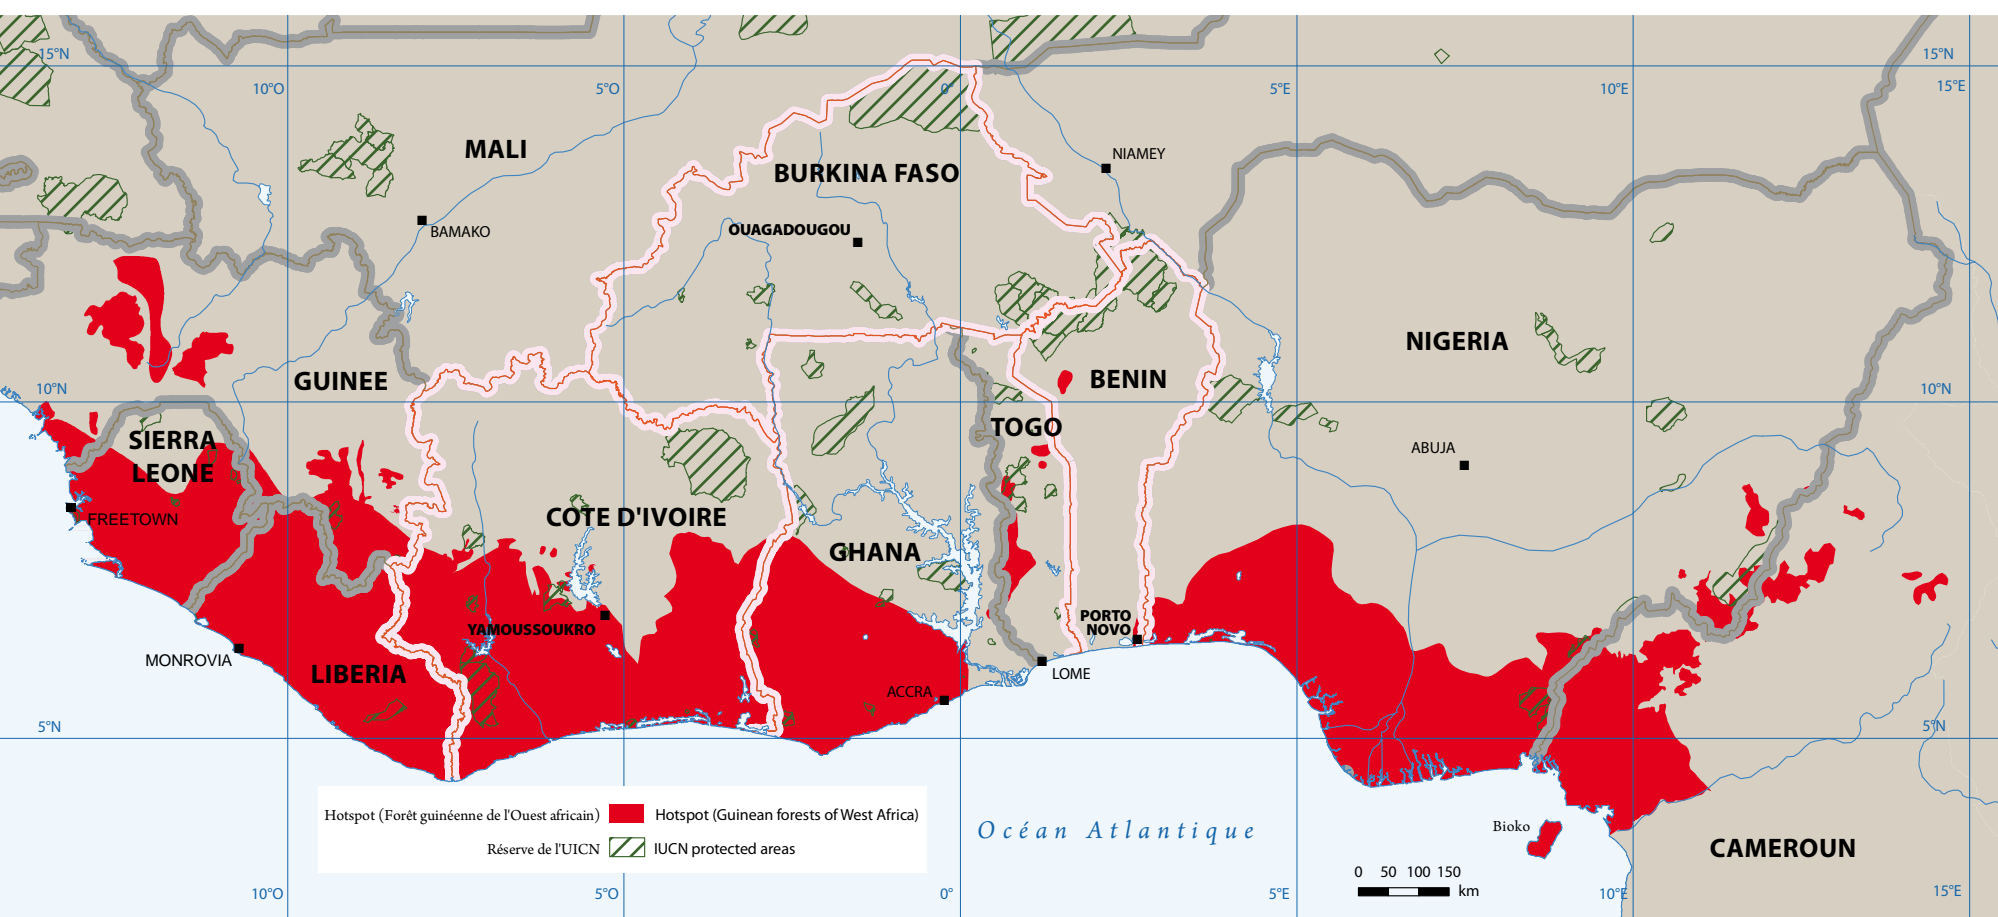 15°N
15°N
10°O
5°O
0°
5°E
10°E
15°E
MALI
NIAMEY
BURKINA FASO
OUAGADOUGOU
BAMAKO
NIGERIA
GUINEE
BENIN
10°N
10°N
TOGO
SIERRA
LEONE
ABUJA
FREETOWN
COTE D'IVOIRE
GHANA
PORTO
NOVO
YAMOUSSOUKRO
MONROVIA
LIBERIA
LOME
ACCRA
5°N
5°N
Hotspot (Forêt guinéenne de l'Ouest africain)
Hotspot (Guinean forests of West Africa)
Réserve de l'UICN
IUCN protected areas
Océan Atlantique
Bioko
CAMEROUN
0 50 100 150
km
10°O
5°O
0°
5°E
10°E
15°E